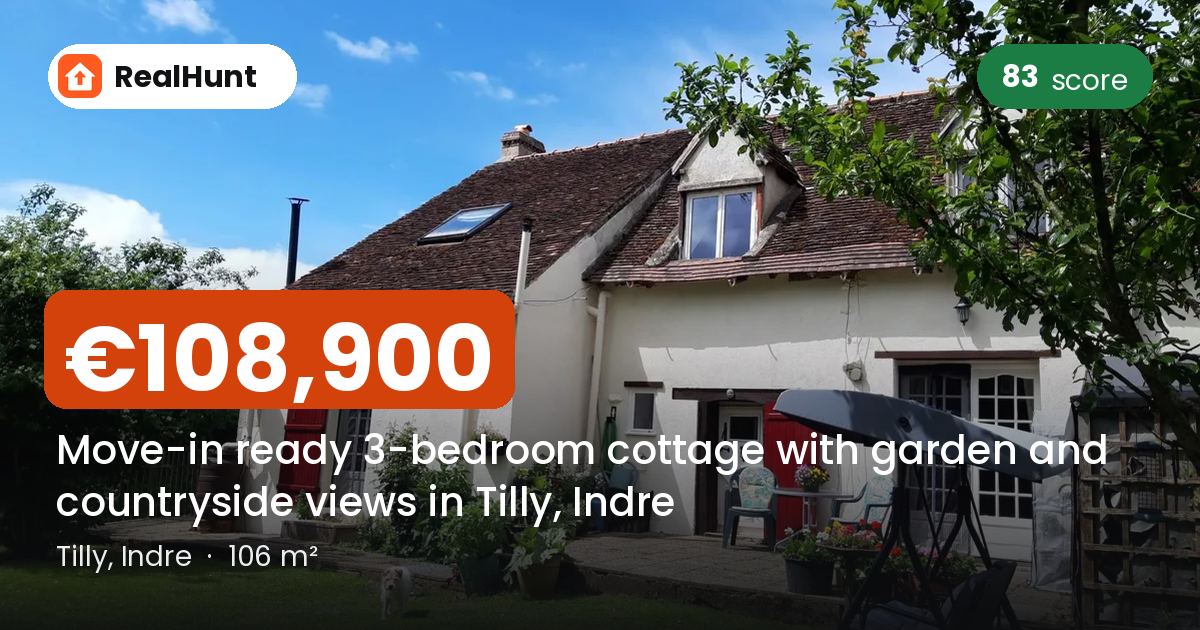 RealHunt
83 score
€108,900
Move-in ready 3-bedroom cottage with garden and
countryside views in Tilly, Indre
Tilly, Indre · 106 m²